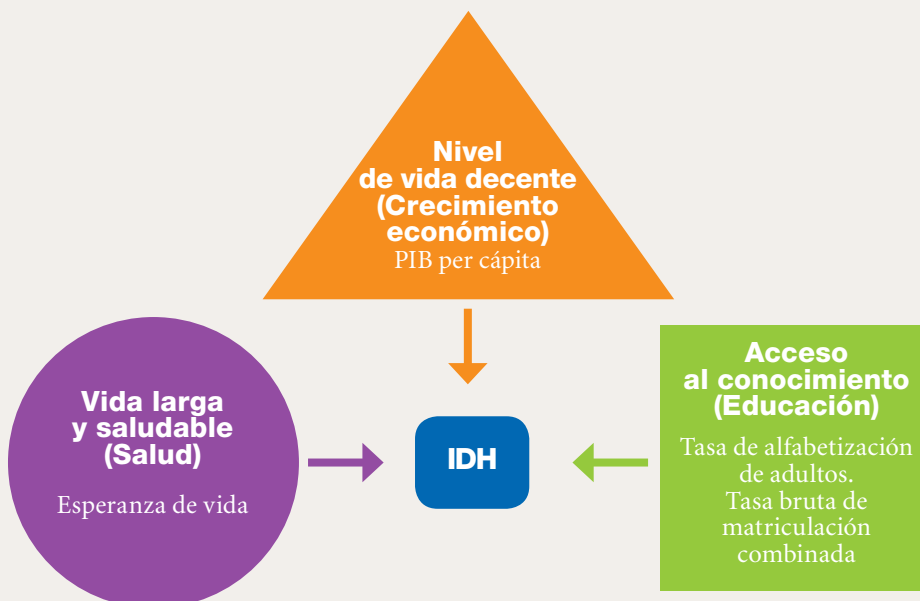 Nivel
de vida decente
(Crecimiento
económico)
PIB per cápita
Vida larga
y saludable
(Salud)
Esperanza de vida
IDH
Acceso
al conocimiento
(Educación)
Tasa de alfabetización
de adultos.
Tasa bruta de
matriculación
combinada